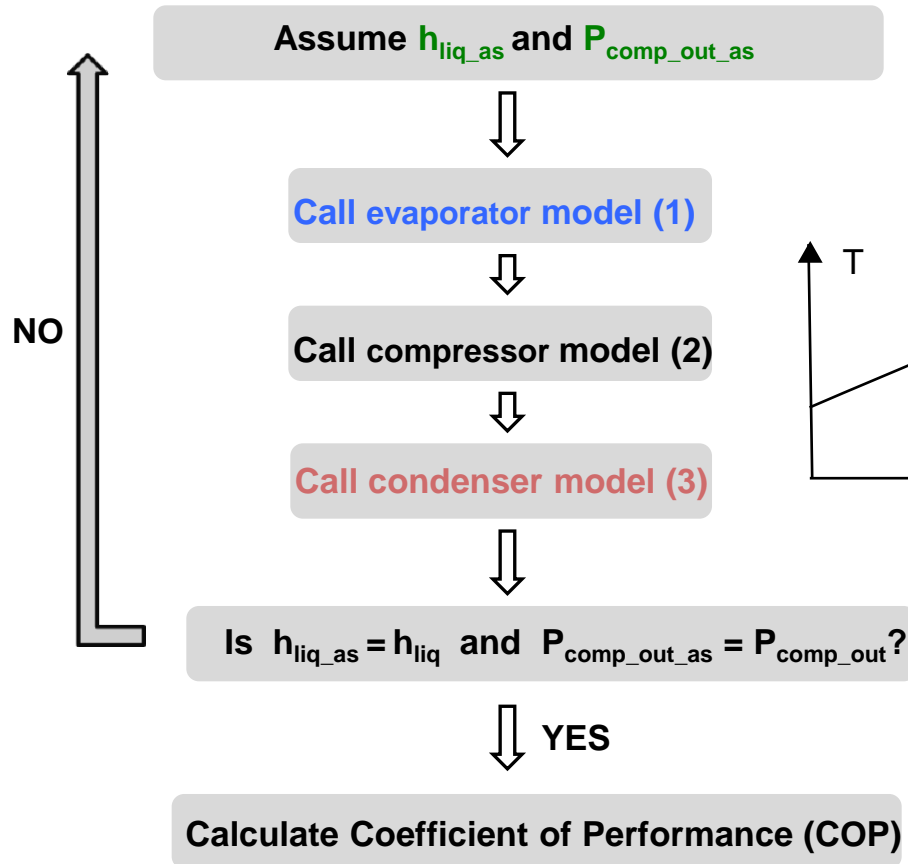 Assume h_liq_as and P_comp_out_as
Call evaporator model (1)
T
NO
Call compressor model (2)
Call condenser model (3)
Is h_liq_as = h_liq and P_comp_out_as = P_comp_out?
YES
Calculate Coefficient of Performance (COP)